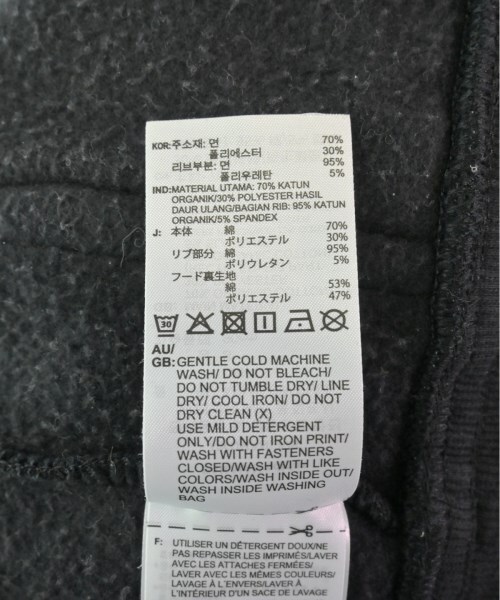 KOR:주소재: 면 70%
폴리에스터 30%
리브부분: 면 95%
폴리우레탄 5%
IND:MATERIAL UTAMA: 70% KATUN
ORGANIK/30% POLYESTER HASIL
DAUR ULANG/BAGIAN RIB: 95% KATUN
ORGANIK/5% SPANDEX
J: 本体 綿 70%
ポリエステル 30%
リブ部分 綿 95%
ポリウレタン 5%
フード裏生地
綿 53%
ポリエステル 47%
30
AU/
GB:GENTLE COLD MACHINE
WASH/ DO NOT BLEACH/
DO NOT TUMBLE DRY/ LINE
DRY/ COOL IRON/ DO NOT
DRY CLEAN (X)
USE MILD DETERGENT
ONLY/DO NOT IRON PRINT/
WASH WITH FASTENERS
CLOSED/WASH WITH LIKE
COLORS/WASH INSIDE OUT/
WASH INSIDE WASHING
BAG
F: UTILISER UN DÉTERGENT DOUX/NE
PAS REPASSER LES IMPRIMÉS/LAVER
AVEC LES ATTACHES FERMÉES/
LAVER AVEC LES MÊMES COULEURS/
LAVAGE À L'ENVERS/LAVER À
L'INTÉRIEUR D'UN SAC DE LAVAGE